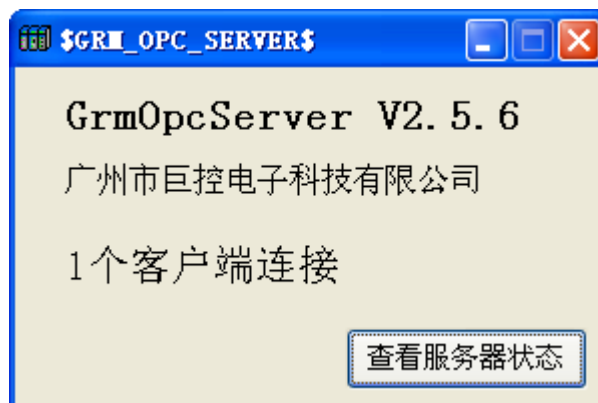 $GRM_OPC_SERVER$
GrmOpcServer V2.5.6
广州市巨控电子科技有限公司
1个客户端连接
查看服务器状态